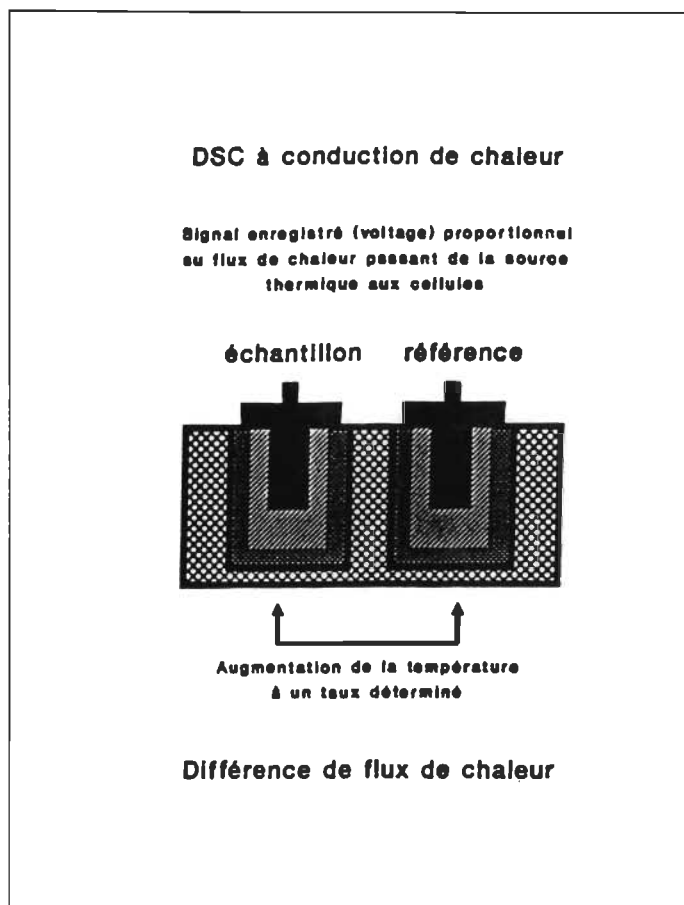 DSC à conduction de chaleur
Signal enregistré (voltage) proportionnul
au flux de chaleur passant de la source
thermique aux cellules
échantillon référence
Augmentation de la température
à un taux déterminé
Différence de flux de chaleur